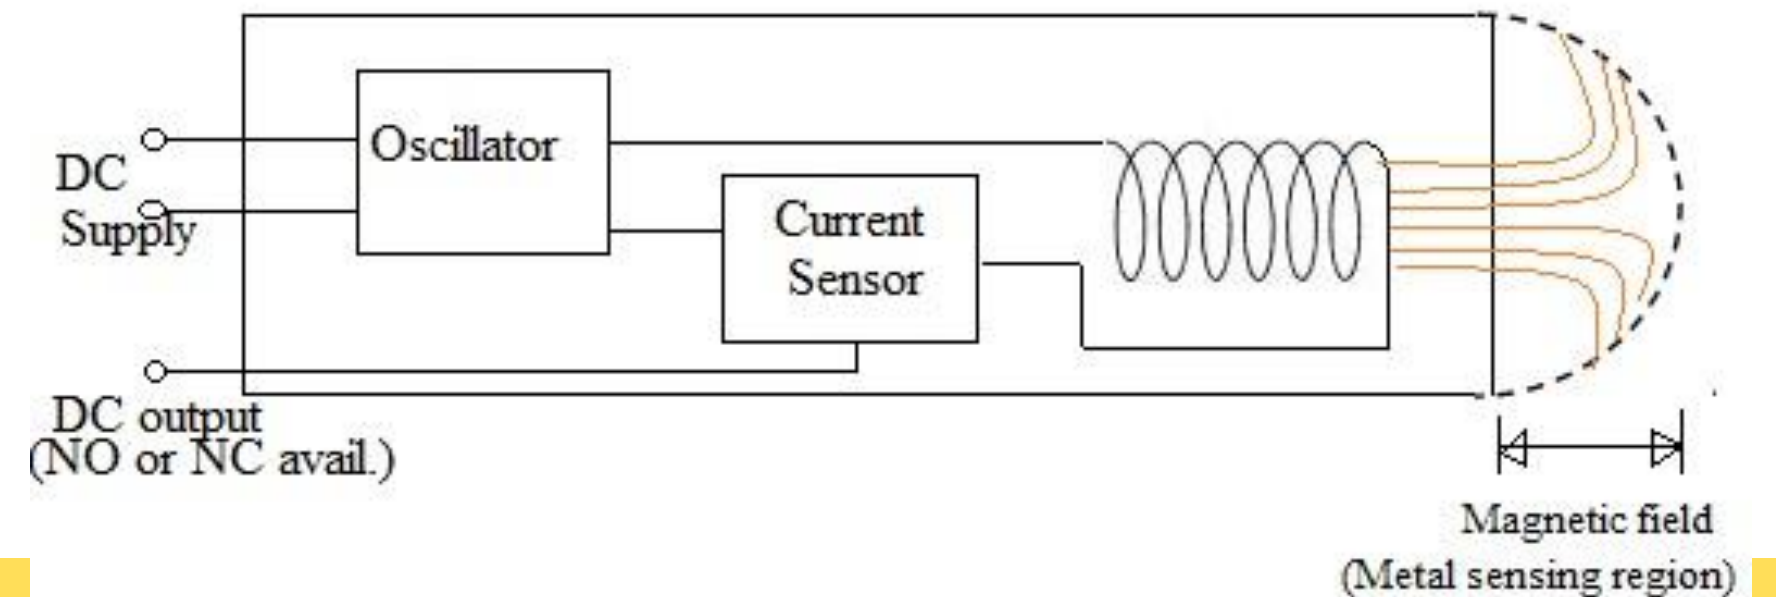 Oscillator
DC
Supply
Current
Sensor
DC output
(NO or NC avail.)
Magnetic field
(Metal sensing region)